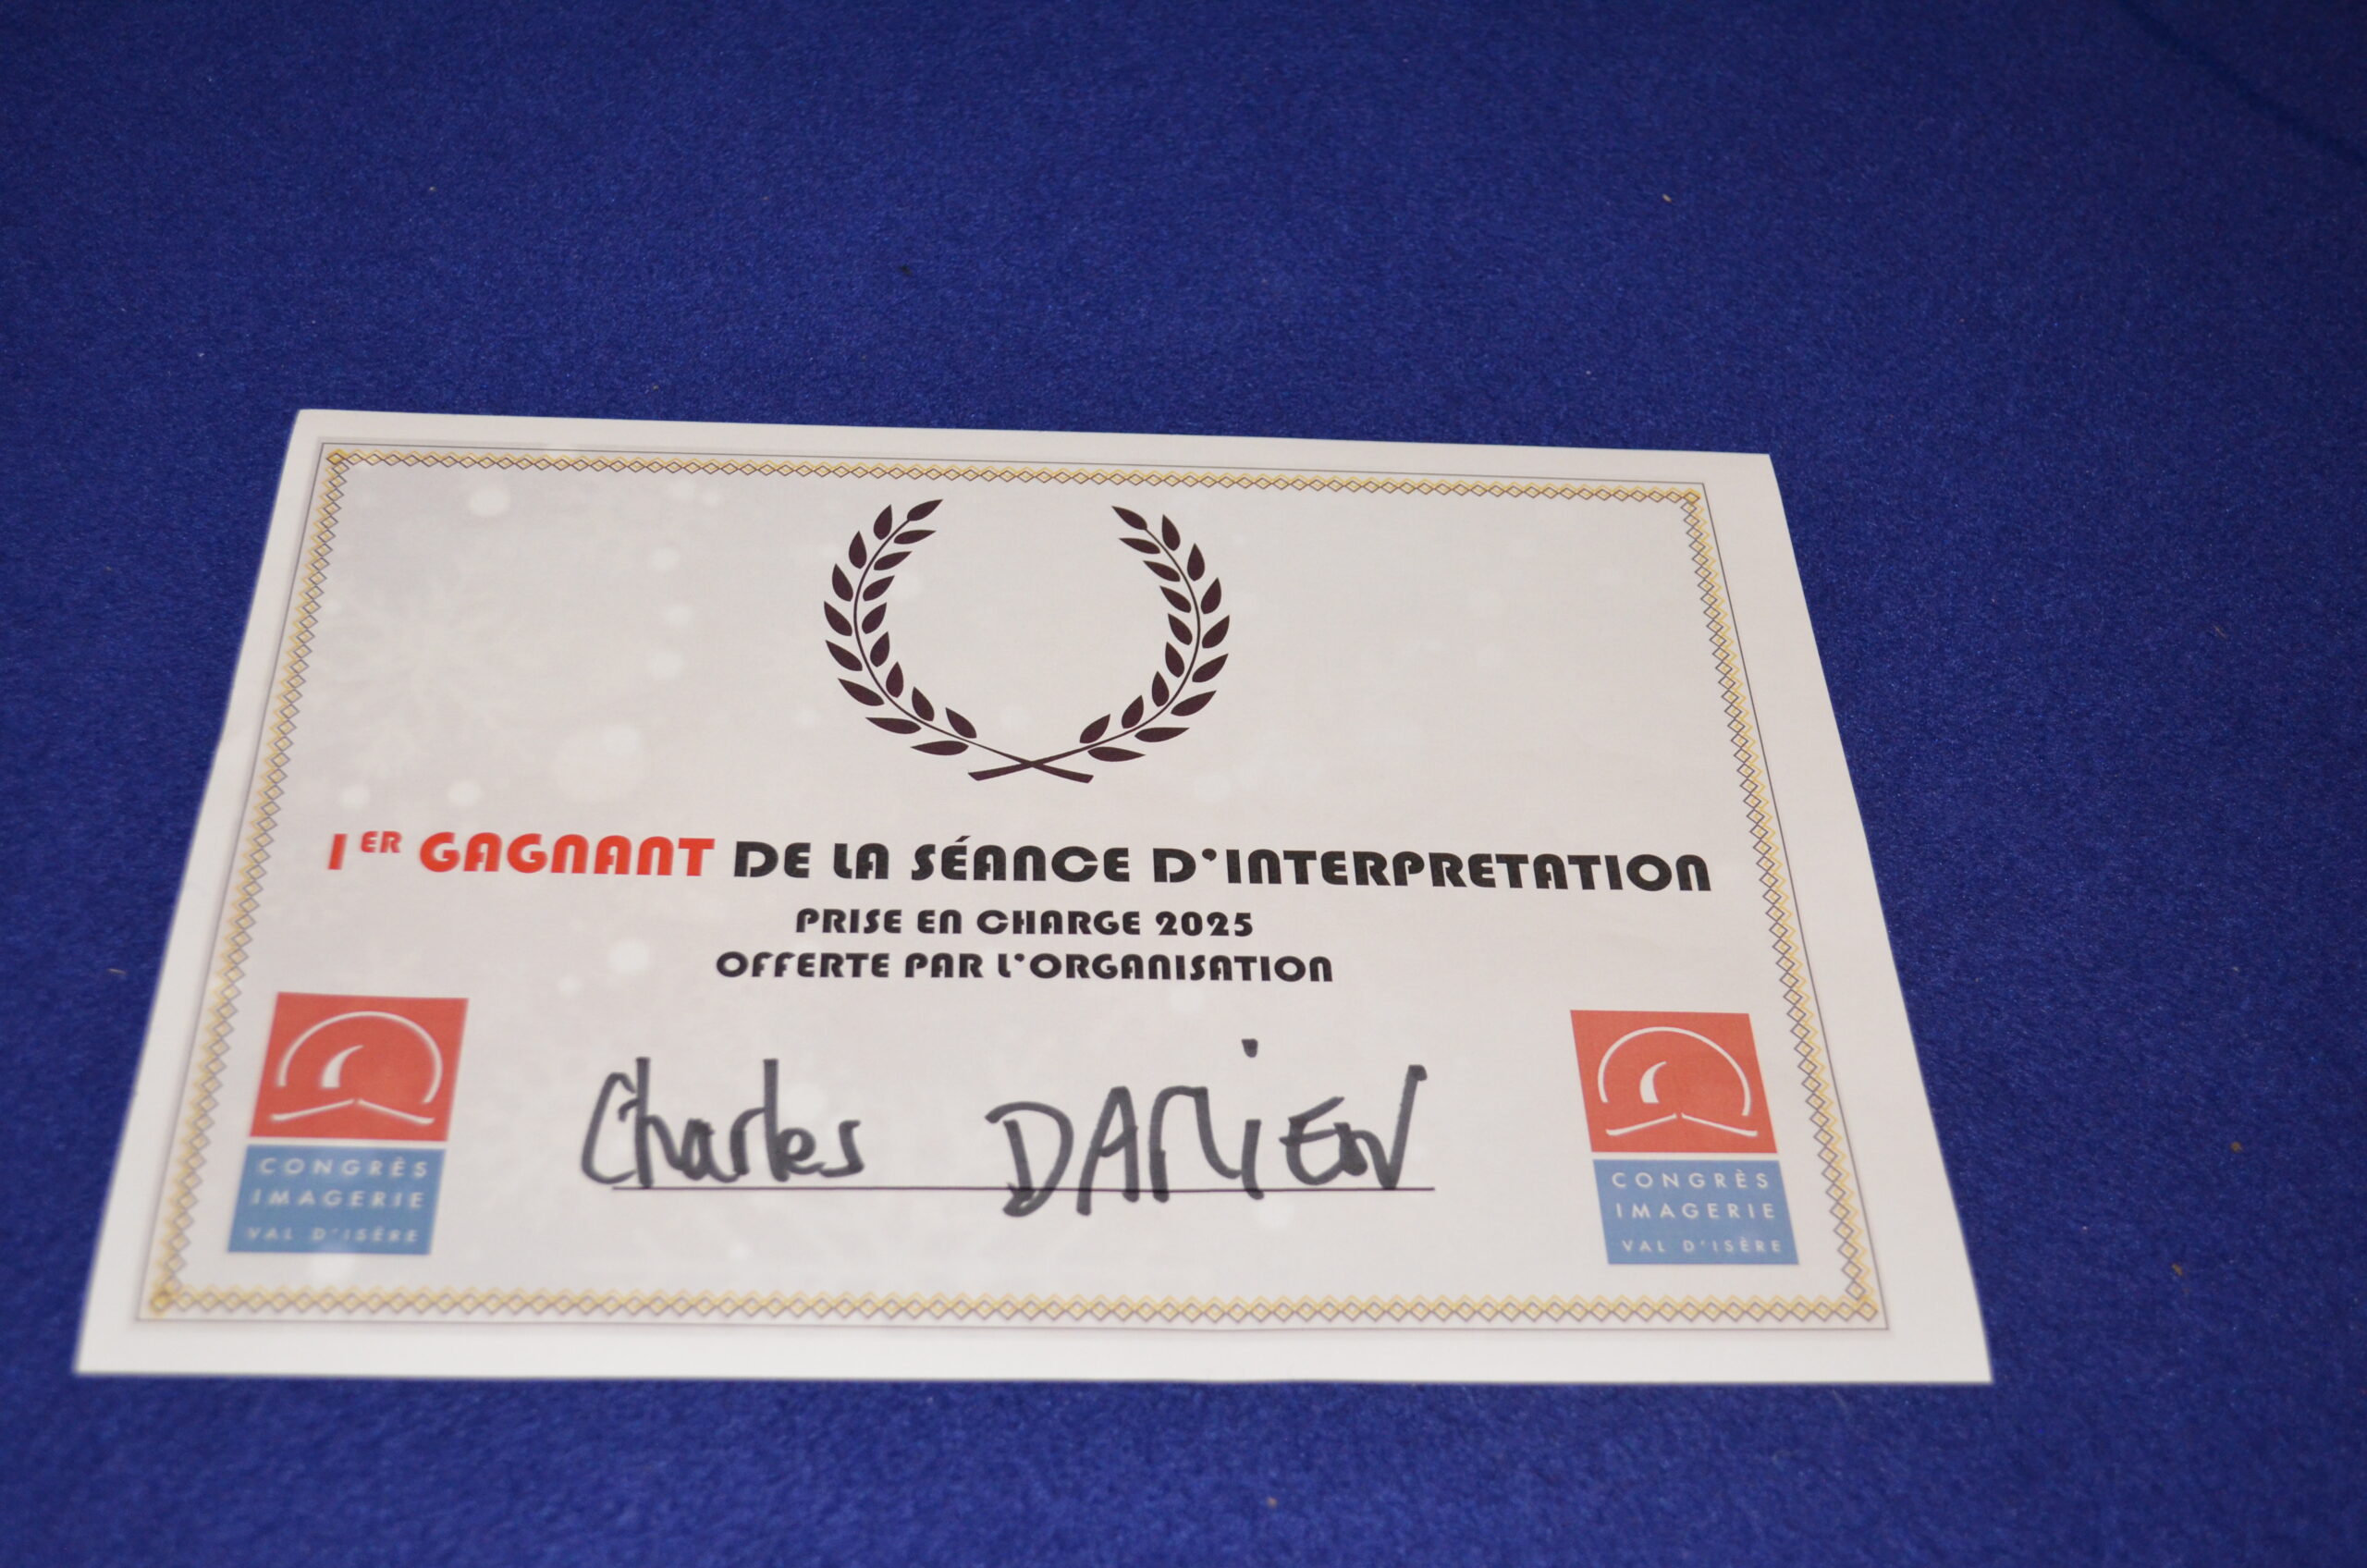 1ER GAGNANT DE LA SÉANCE D'INTERPRETATION
PRISE EN CHARGE 2025
OFFERTE PAR L'ORGANISATION
Charles DAMIEN
CONGRÈS
IMAGERIE
VAL D'ISÈRE
CONGRÈS
IMAGERIE
VAL D'ISÈRE